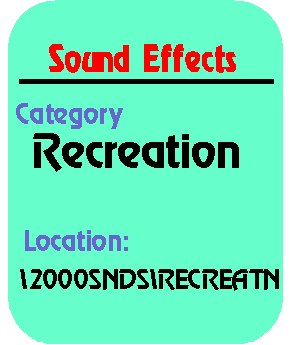 Sound Effects
Category
Recreation
Location:
\2000SNDS\RECREATN